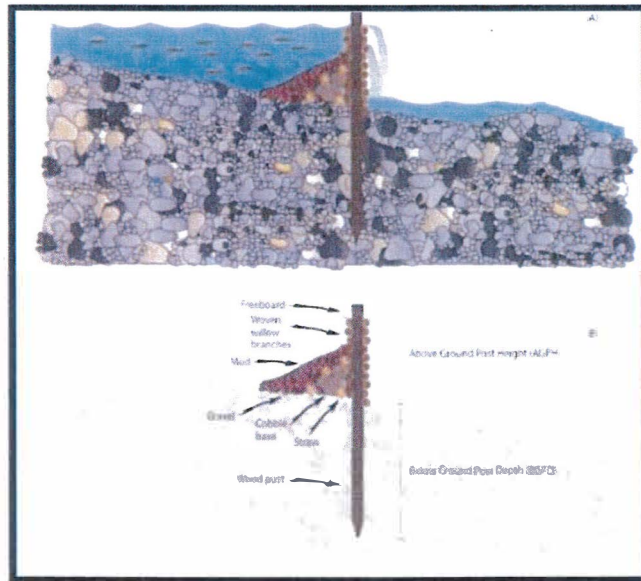 (A)
Freeboard
Woven
willow
branches
(B)
Above Ground Post Height (AGPH
Mud
Gravel
Cobble
base
Straw
Wood post
Below Ground Post Depth (BGPD)